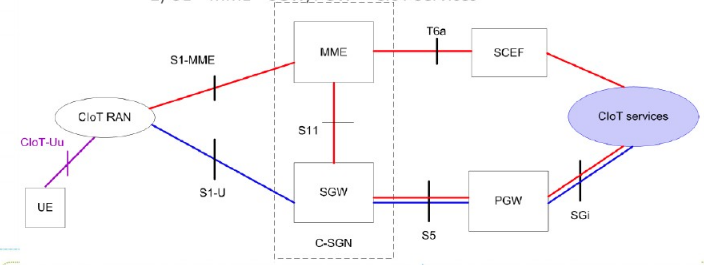 S1-MME
MME
T6a
SCEF
CIoT RAN
CIoT services
CIoT-Uu
S11
UE
S1-U
SGW
S5
PGW
SGi
C-SGN